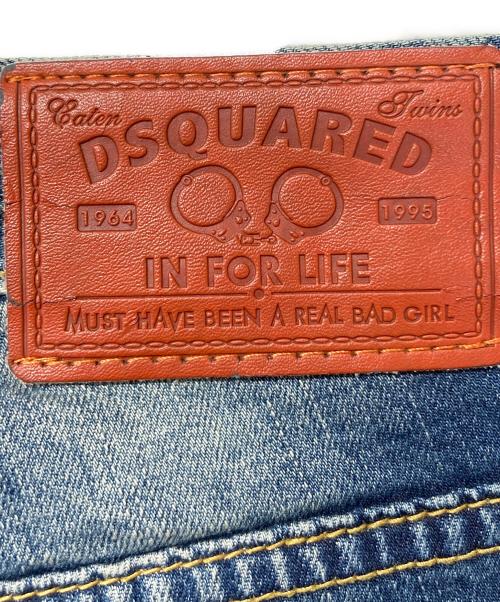 Caten Twins
DSQUARED
1964 1995
IN FOR LIFE
MUST HAVE BEEN A REAL BAD GIRL